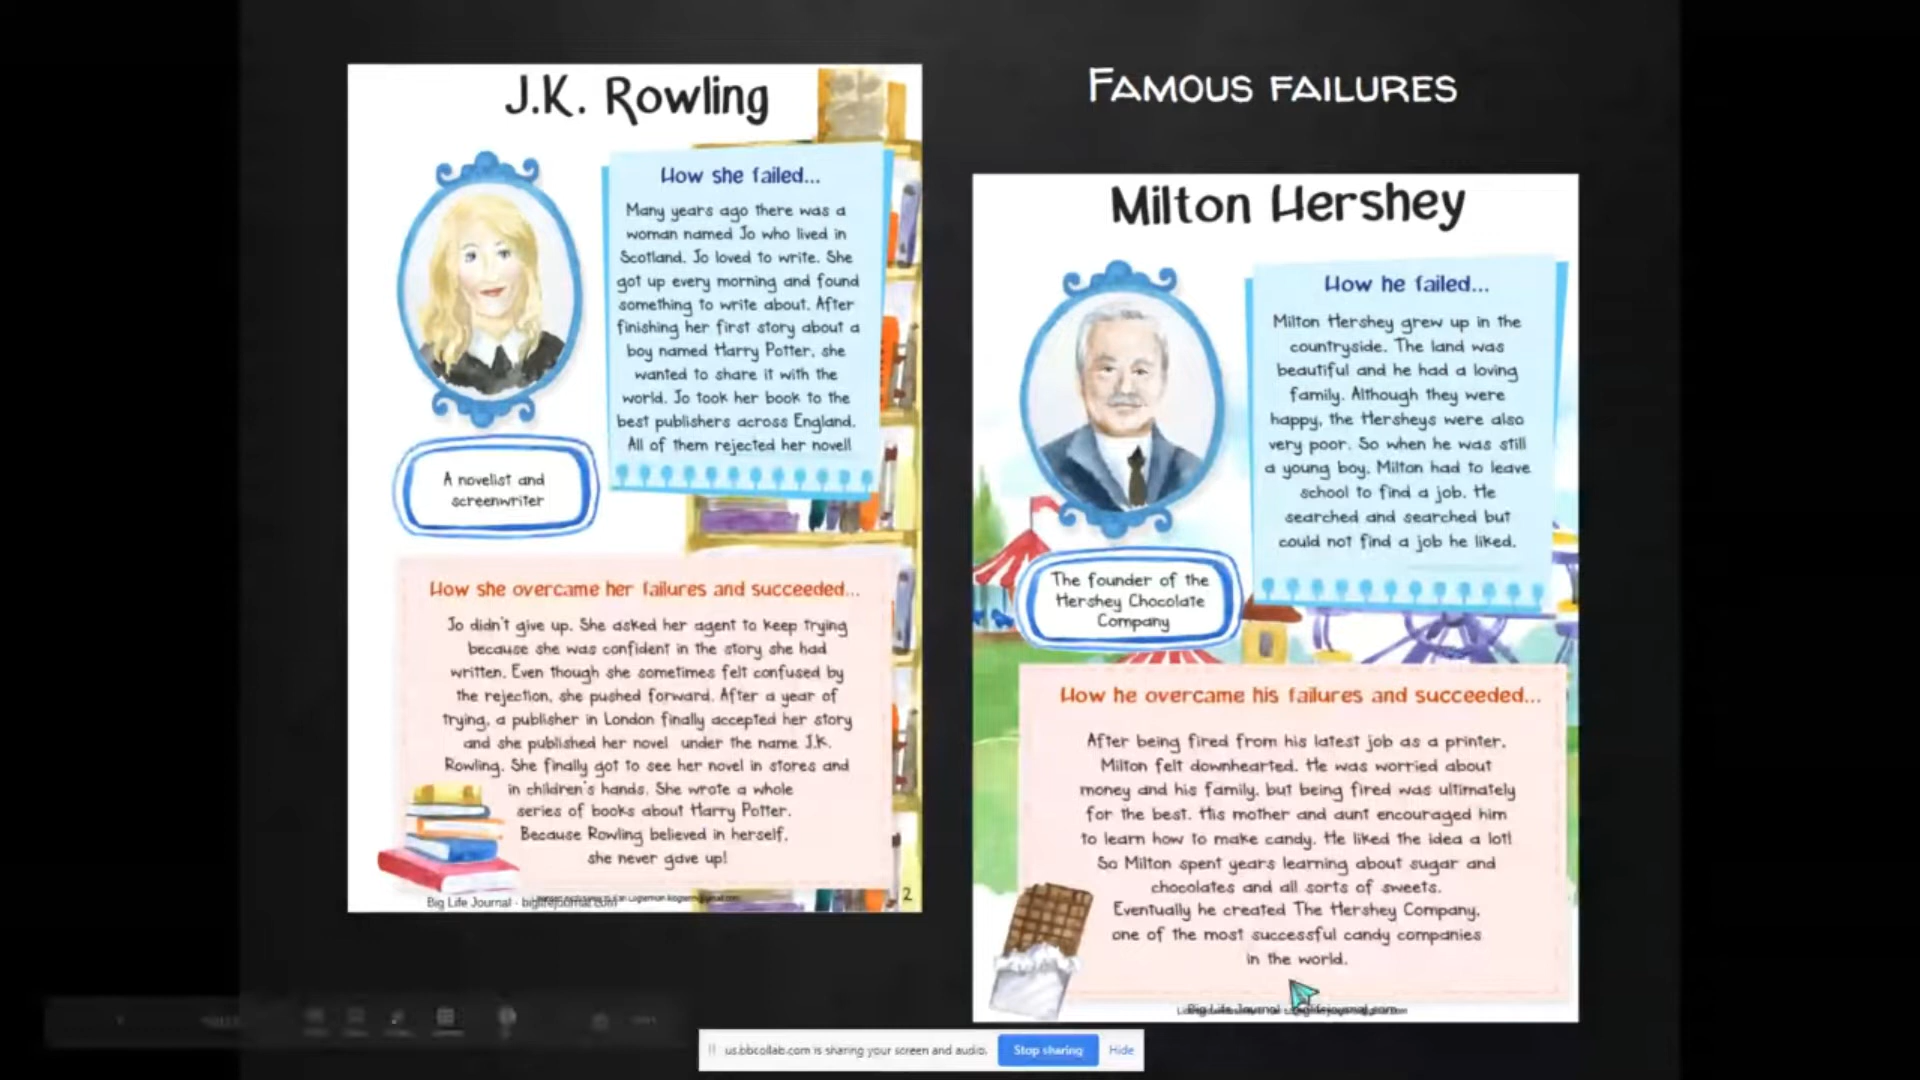 J.K. Rowling
How she failed...
Many years ago there was a
woman named Jo who lived in
Scotland. Jo loved to write. She
got up every morning and found
something to write about. After
finishing her first story about a
boy named Harry Potter, she
wanted to share it with the
world. Jo took her book to the
best publishers across England.
All of them rejected her novel!
A novelist and
screenwriter
How she overcame her failures and succeeded...
Jo didn't give up. She asked her agent to keep trying
because she was confident in the story she had
written. Even though she sometimes felt confused by
the rejection, she pushed forward. After a year of
trying, a publisher in London finally accepted her story
and she published her novel under the name J.K.
Rowling. She finally got to see her novel in stores and
in children's hands. She wrote a whole
series of books about Harry Potter.
Because Rowling believed in herself,
she never gave up!
Big Life Journal - biglifejournal.com
2
Famous failures
Milton Hershey
How he failed...
Milton Hershey grew up in the
countryside. The land was
beautiful and he had a loving
family. Although they were
happy, the Hersheys were also
very poor. So when he was still
a young boy, Milton had to leave
school to find a job. He
searched and searched but
could not find a job he liked.
The founder of the
Hershey Chocolate
Company
How he overcame his failures and succeeded...
After being fired from his latest job as a printer,
Milton felt downhearted. He was worried about
money and his family, but being fired was ultimately
for the best. His mother and aunt encouraged him
to learn how to make candy. He liked the idea a lot!
So Milton spent years learning about sugar and
chocolates and all sorts of sweets.
Eventually he created The Hershey Company,
one of the most successful candy companies
in the world.
Big Life Journal - biglifejournal.com
us.bbcollab.com is sharing your screen and audio.
Stop sharing
Hide